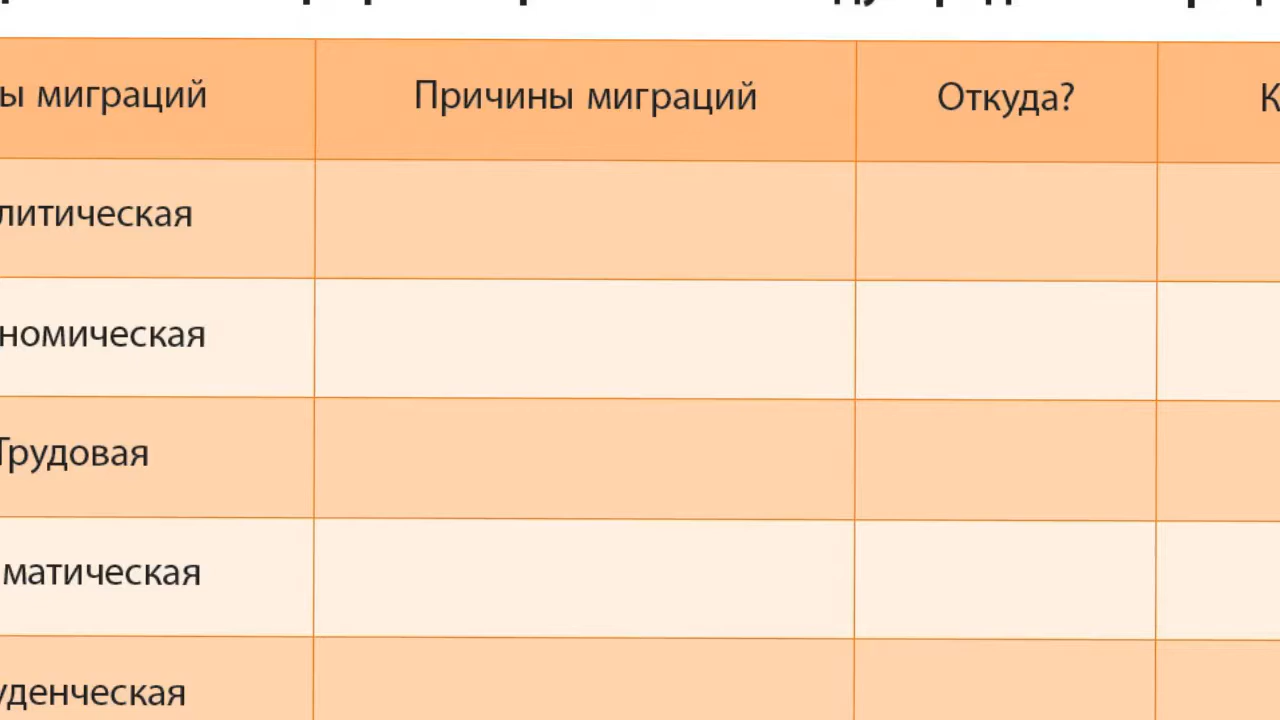 ы миграций Причины миграций Откуда? К
литическая
номическая
Трудовая
матическая
уденческая